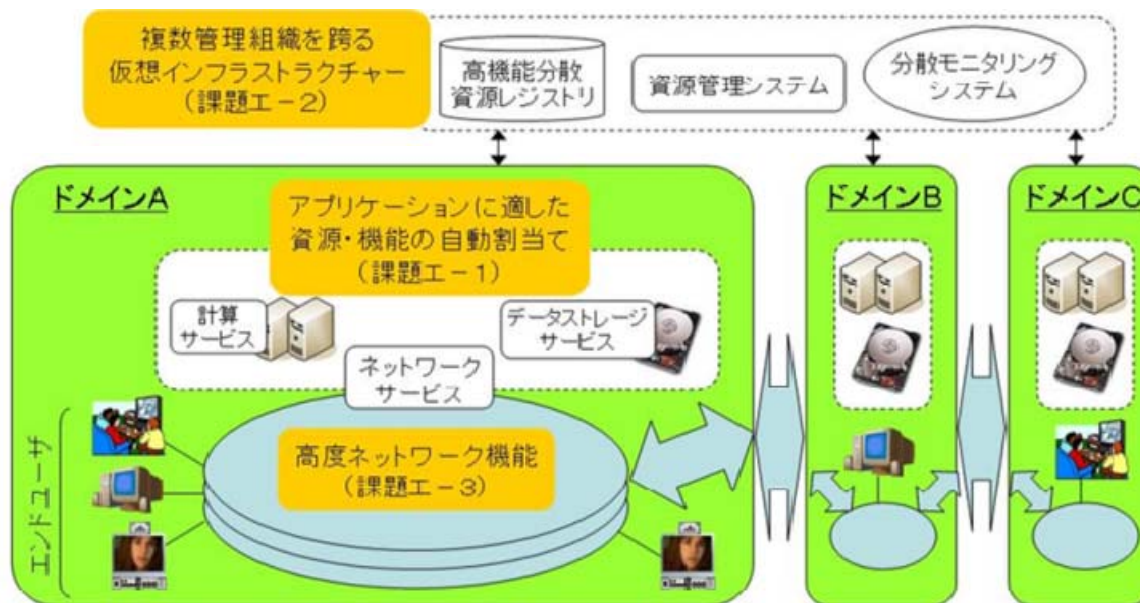 複数管理組織を跨る
仮想インフラストラクチャー
(課題エ－2)
高機能分散
資源レジストリ
資源管理システム
分散モニタリング
システム
ドメインA
アプリケーションに適した
資源・機能の自動割当て
(課題エ－1)
計算
サービス
データストレージ
サービス
ネットワーク
サービス
高度ネットワーク機能
(課題エ－3)
エンドユーザ
ドメインB
ドメインC